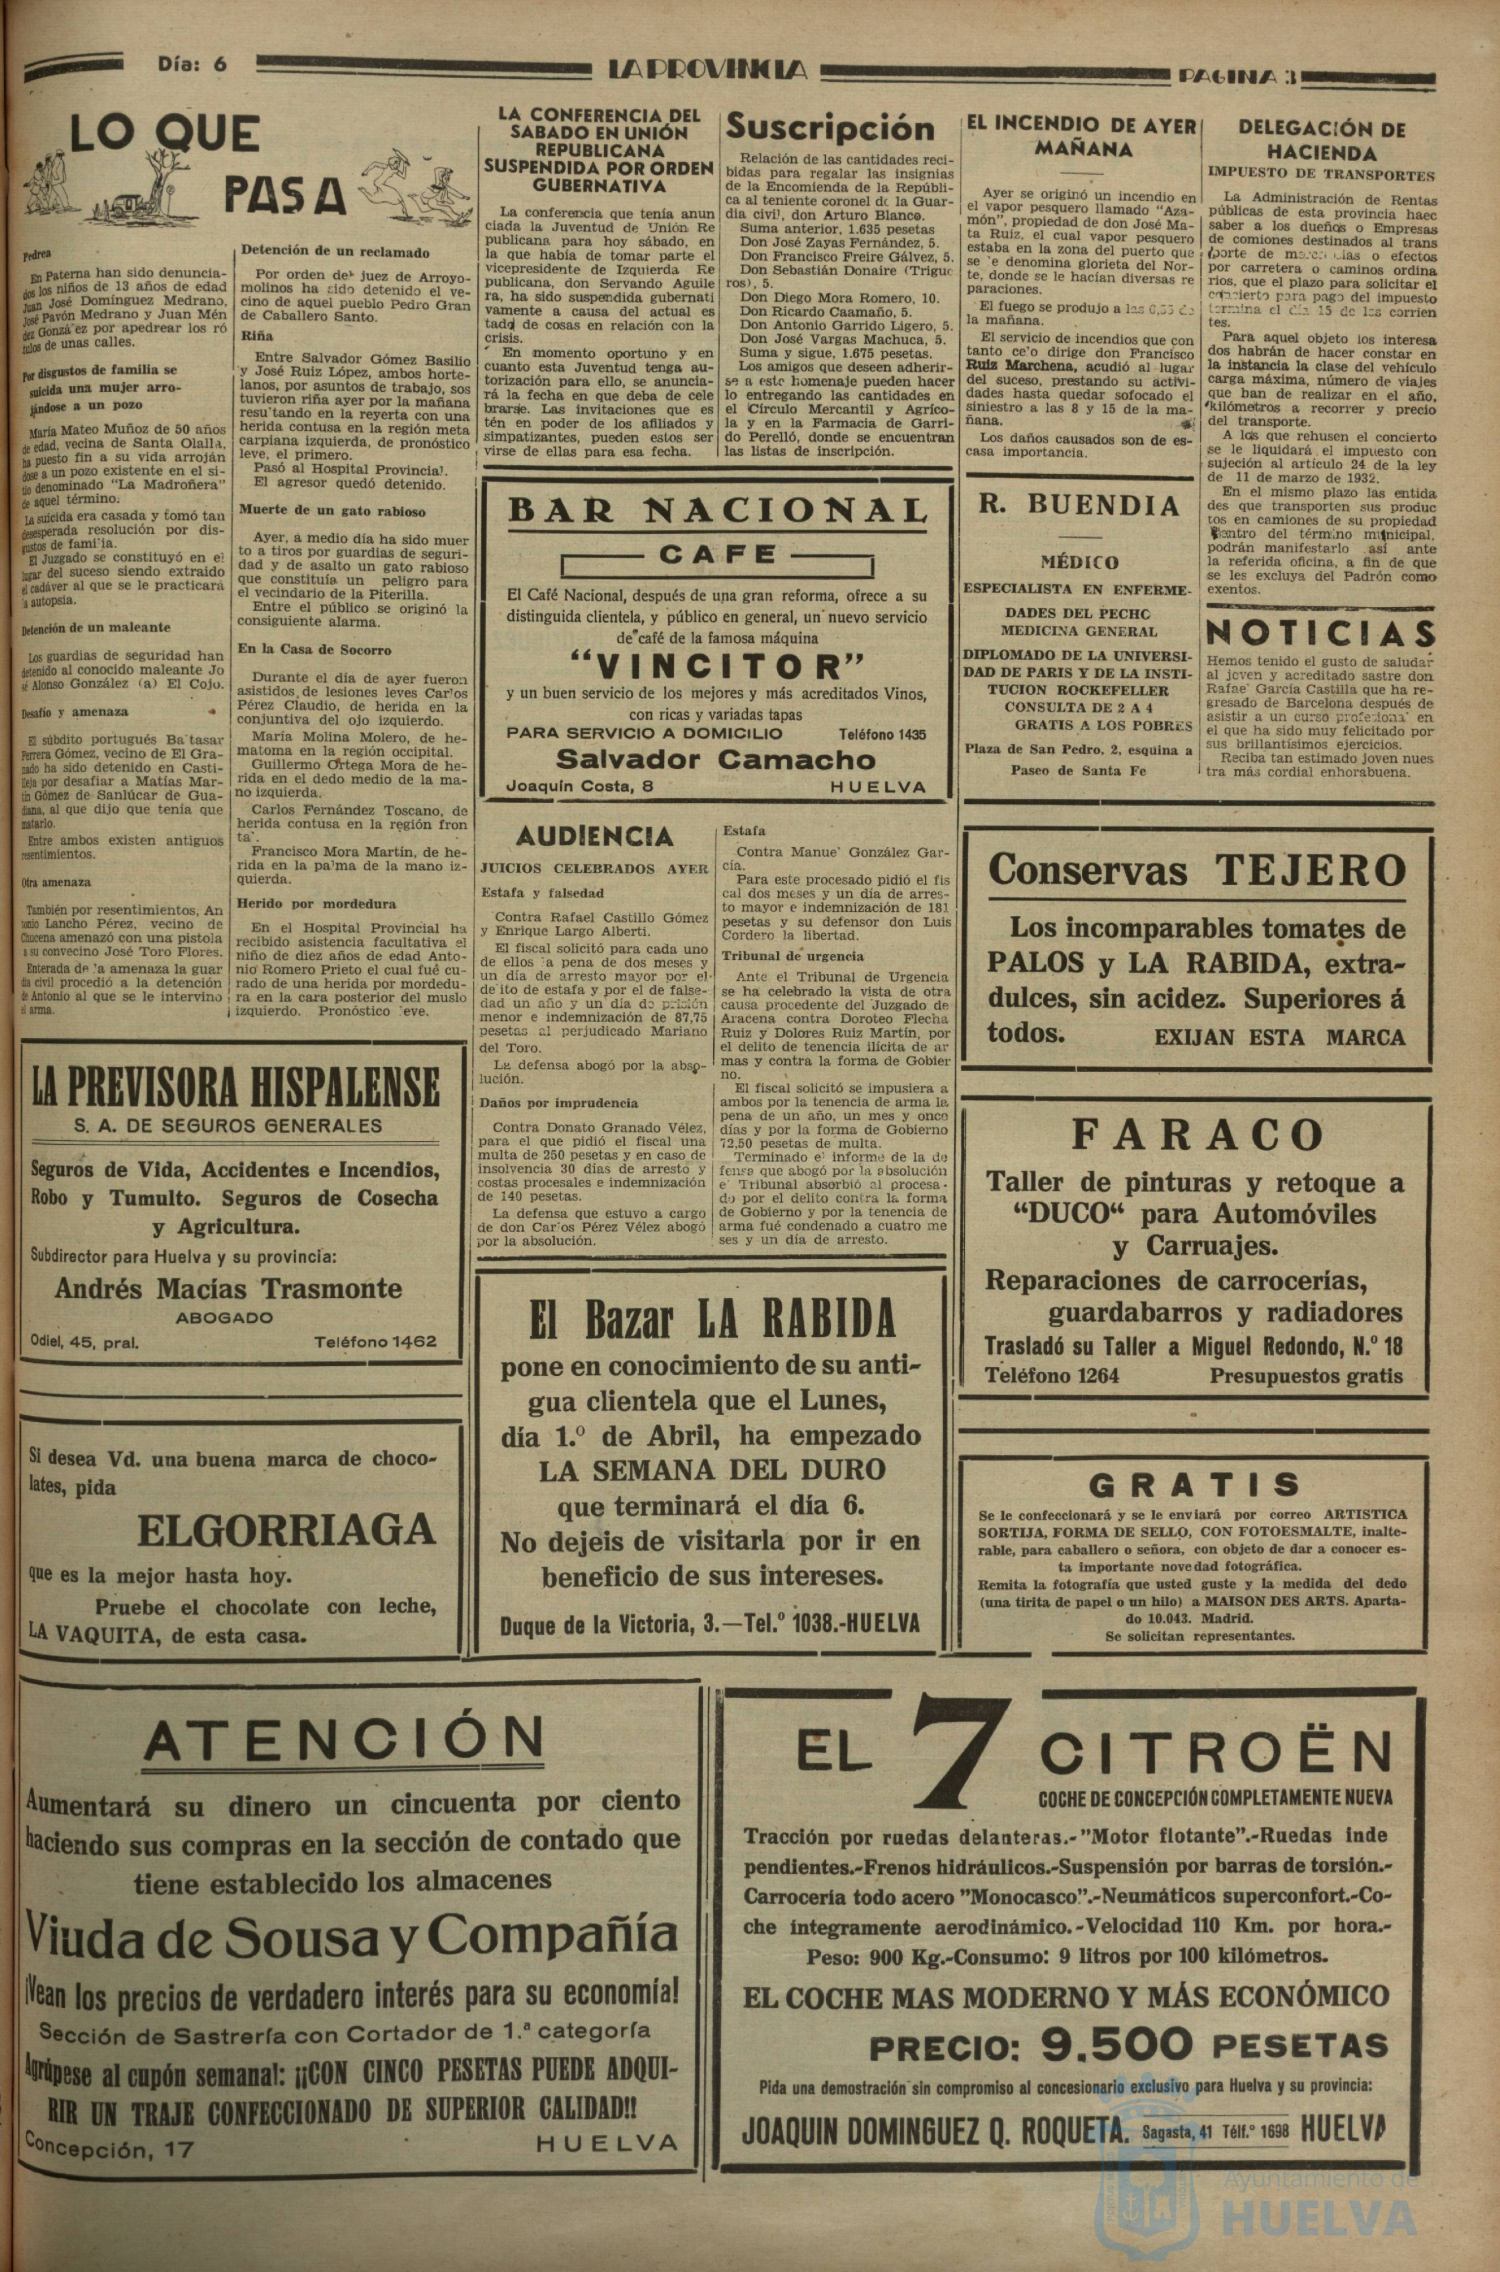 Día: 6
LA PROVINCIA
PAGINA 3
LO QUE
PASA
Pedrea
En Paterna han sido denuncia-
dos los niños de 13 años de edad
Juan José Domínguez Medrano,
José Pavón Medrano y Juan Mén
dez Gonzá'ez por apedrear los ró
tulos de unas calles.
Por disgustos de familia se
suicida una mujer arro-
jándose a un pozo
María Mateo Muñoz de 50 años
de edad, vecina de Santa Olalla,
ha puesto fin a su vida arroján
dose a un pozo existente en el si-
tio denominado "La Madroñera"
de aquel término.
La suicida era casada y tomó tan
desesperada resolución por dis-
gustos de fami'ia.
El Juzgado se constituyó en el
lugar del suceso siendo extraido
el cadáver al que se le practicará
'a autopsia.
Detención de un maleante
Los guardias de seguridad han
detenido al conocido maleante Jo
sé Alonso González (a) El Cojo.
Desafío y amenaza
El súbdito portugués Ba'tasar
Ferrera Gómez, vecino de El Gra-
nado ha sido detenido en Casti-
lleja por desafiar a Matías Mar-
tín Gómez de Sanlúcar de Gua-
diana, al que dijo que tenía que
matarlo.
Entre ambos existen antiguos
resentimientos.
Otra amenaza
También por resentimientos, An
tonio Lancho Pérez, vecino de
Chucena amenazó con una pistola
a su convecino José Toro Flores.
Enterada de 'a amenaza la guar
dia civil procedió a la detención
de Antonio al que se le intervino
el arma.
Detención de un reclamado
Por orden de' juez de Arroyo-
molinos ha sido detenido el ve-
cino de aquel pueblo Pedro Gran
de Caballero Santo.
Riña
Entre Salvador Gómez Basilio
y José Ruiz López, ambos horte-
lanos, por asuntos de trabajo, sos
tuvieron riña ayer por la mañana
resu'tando en la reyerta con una
herida contusa en la región meta
carpiana izquierda, de pronóstico
leve, el primero.
Pasó al Hospital Provincia'.
El agresor quedó detenido.
Muerte de un gato rabioso
Ayer, a medio día ha sido muer
to a tiros por guardias de seguri-
dad y de asalto un gato rabioso
que constituía un peligro para
el vecindario de la Piterilla.
Entre el público se originó la
consiguiente alarma.
En la Casa de Socorro
Durante el día de ayer fueron
asistidos de lesiones leves Car'os
Pérez Claudio, de herida en la
conjuntiva del ojo izquierdo.
María Molina Molero, de he-
matoma en la región occipital.
Guillermo Ortega Mora de he-
rida en el dedo medio de la ma-
no izquierda.
Carlos Fernández Toscano, de
herida contusa en la región fron
ta'.
Francisco Mora Martín, de he-
rida en la pa'ma de la mano iz-
quierda.
Herido por mordedura
En el Hospital Provincial ha
recibido asistencia facultativa el
niño de diez años de edad Anto-
nio Romero Prieto el cual fué cu-
rado de una herida por mordedu-
ra en la cara posterior del muslo
izquierdo. Pronóstico 'eve.
LA PREVISORA HISPALENSE
S. A. DE SEGUROS GENERALES
Seguros de Vida, Accidentes e Incendios,
Robo y Tumulto. Seguros de Cosecha
y Agricultura.
Subdirector para Huelva y su provincia:
Andrés Macías Trasmonte
ABOGADO
Odiel, 45, pral. Teléfono 1462
Si desea Vd. una buena marca de choco-
lates, pida
ELGORRIAGA
que es la mejor hasta hoy.
Pruebe el chocolate con leche,
LA VAQUITA, de esta casa.
LA CONFERENCIA DEL
SABADO EN UNIÓN
REPUBLICANA
SUSPENDIDA POR ORDEN
GUBERNATIVA
La conferencia que tenía anun
ciada la Juventud de Unión Re
publicana para hoy sábado, en
la que había de tomar parte el
vicepresidente de Izquierda Re
publicana, don Servando Aguile
ra, ha sido suspendida gubernati
vamente a causa del actual es
tado de cosas en relación con la
crisis.
En momento oportuno y en
cuanto esta Juventud tenga au-
torización para ello, se anuncia-
rá la fecha en que deba de cele
brarse. Las invitaciones que es
tén en poder de los afiliados y
simpatizantes, pueden estos ser
virse de ellas para esa fecha.
Suscripción
Relación de las cantidades reci-
bidas para regalar las insignias
de la Encomienda de la Repúbli-
ca al teniente coronel de la Guar-
dia civil, don Arturo Blanco.
Suma anterior, 1.635 pesetas
Don José Zayas Fernández, 5.
Don Francisco Freire Gálvez, 5.
Don Sebastián Donaire (Trigue
ros), 5.
Don Diego Mora Romero, 10.
Don Ricardo Caamaño, 5.
Don Antonio Garrido Ligero, 5.
Don José Vargas Machuca, 5.
Suma y sigue, 1.675 pesetas.
Los amigos que deseen adherir-
se a este homenaje pueden hacer
lo entregando las cantidades en
el Círculo Mercantil y Agríco-
la y en la Farmacia de Garri-
do Perelló, donde se encuentran
las listas de inscripción.
BAR NACIONAL
CAFE
El Café Nacional, después de una gran reforma, ofrece a su
distinguida clientela, y público en general, un nuevo servicio
de café de la famosa máquina
"VINCITOR"
y un buen servicio de los mejores y más acreditados Vinos,
con ricas y variadas tapas
PARA SERVICIO A DOMICILIO Teléfono 1435
Salvador Camacho
Joaquín Costa, 8 HUELVA
AUDIENCIA
JUICIOS CELEBRADOS AYER
Estafa y falsedad
Contra Rafael Castillo Gómez
y Enrique Largo Alberti.
El fiscal solicitó para cada uno
de ellos 'a pena de dos meses y
un día de arresto mayor por el
de'ito de estafa y por el de false-
dad un año y un día de prisión
menor e indemnización de 87,75
pesetas al perjudicado Mariano
del Toro.
La defensa abogó por la abso-
lución.
Daños por imprudencia
Contra Donato Granado Vélez,
para el que pidió el fiscal una
multa de 250 pesetas y en caso de
insolvencia 30 días de arresto y
costas procesales e indemnización
de 140 pesetas.
La defensa que estuvo a cargo
de don Car'os Pérez Vélez abogó
por la absolución.
Estafa
Contra Manue' González Gar-
cía.
Para este procesado pidió el fis
cal dos meses y un día de arres-
to mayor e indemnización de 181
pesetas y su defensor don Luis
Cordero la libertad.
Tribunal de urgencia
Ante el Tribunal de Urgencia
se ha celebrado la vista de otra
causa procedente del Juzgado de
Aracena contra Doroteo Flecha
Ruiz y Dolores Ruiz Martín, por
el delito de tenencia ilícita de ar
mas y contra la forma de Gobier
no.
El fiscal solicitó se impusiera a
ambos por la tenencia de arma la
pena de un año, un mes y once
días y por la forma de Gobierno
72,50 pesetas de multa.
Terminado e' informe de la de
fensa que abogó por la absolución
e' Tribunal absorbió al procesa-
do por el delito contra la forma
de Gobierno y por la tenencia de
arma fué condenado a cuatro me
ses y un día de arresto.
El Bazar LA RABIDA
pone en conocimiento de su anti-
gua clientela que el Lunes,
día 1.º de Abril, ha empezado
LA SEMANA DEL DURO
que terminará el día 6.
No dejeis de visitarla por ir en
beneficio de sus intereses.
Duque de la Victoria, 3.—Tel.º 1038.-HUELVA
EL INCENDIO DE AYER
MAÑANA
Ayer se originó un incendio en
el vapor pesquero llamado "Aza-
món", propiedad de don José Ma-
ta Ruiz, el cual vapor pesquero
estaba en la zona del puerto que
se 'e denomina glorieta del Nor-
te, donde se le hacían diversas re
paraciones.
El fuego se produjo a las 6,55 de
la mañana.
El servicio de incendios que con
tanto ce'o dirige don Francisco
Ruiz Marchena, acudió al lugar
del suceso, prestando su activi-
dades hasta quedar sofocado el
siniestro a las 8 y 15 de la ma-
ñana.
Los daños causados son de es-
casa importancia.
R. BUENDIA
MÉDICO
ESPECIALISTA EN ENFERME-
DADES DEL PECHO
MEDICINA GENERAL
DIPLOMADO DE LA UNIVERSI-
DAD DE PARIS Y DE LA INSTI-
TUCION ROCKEFELLER
CONSULTA DE 2 A 4
GRATIS A LOS POBRES
Plaza de San Pedro, 2, esquina a
Paseo de Santa Fe
DELEGACIÓN DE
HACIENDA
IMPUESTO DE TRANSPORTES
La Administración de Rentas
públicas de esta provincia haec
saber a los dueños o Empresas
de comiones destinados al trans
porte de mercancías o efectos
por carretera o caminos ordina
rios, que el plazo para solicitar el
concierto para pago del impuesto
termina el día 15 de los corrien
tes.
Para aquel objeto los interesa
dos habrán de hacer constar en
la instancia la clase del vehículo
carga máxima, número de viajes
que han de realizar en el año,
kilómetros a recorrer y precio
del transporte.
A los que rehusen el concierto
se le liquidará el impuesto con
sujeción al artículo 24 de la ley
de 11 de marzo de 1932.
En el mismo plazo las entida
des que transporten sus produc
tos en camiones de su propiedad
dentro del término municipal,
podrán manifestarlo así ante
la referida oficina, a fin de que
se les excluya del Padrón como
exentos.
NOTICIAS
Hemos tenido el gusto de saludar
al joven y acreditado sastre don
Rafae' García Castilla que ha re-
gresado de Barcelona después de
asistir a un curso profesiona' en
el que ha sido muy felicitado por
sus brillantísimos ejercicios.
Reciba tan estimado joven nues
tra más cordial enhorabuena.
Conservas TEJERO
Los incomparables tomates de
PALOS y LA RABIDA, extra-
dulces, sin acidez. Superiores á
todos. EXIJAN ESTA MARCA
FARACO
Taller de pinturas y retoque a
"DUCO" para Automóviles
y Carruajes.
Reparaciones de carrocerías,
guardabarros y radiadores
Trasladó su Taller a Miguel Redondo, N.º 18
Teléfono 1264 Presupuestos gratis
GRATIS
Se le confeccionará y se le enviará por correo ARTISTICA
SORTIJA, FORMA DE SELLO, CON FOTOESMALTE, inalte-
rable, para caballero o señora, con objeto de dar a conocer es-
ta importante novedad fotográfica.
Remita la fotografía que usted guste y la medida del dedo
(una tirita de papel o un hilo) a MAISON DES ARTS. Aparta-
do 10.043. Madrid.
Se solicitan representantes.
ATENCIÓN
Aumentará su dinero un cincuenta por ciento
haciendo sus compras en la sección de contado que
tiene establecido los almacenes
Viuda de Sousa y Compañía
¡Vean los precios de verdadero interés para su economía!
Sección de Sastrería con Cortador de 1.ª categoría
Agrúpese al cupón semanal: ¡¡CON CINCO PESETAS PUEDE ADQUI-
RIR UN TRAJE CONFECCIONADO DE SUPERIOR CALIDAD!!
Concepción, 17 HUELVA
EL 7 CITROËN
COCHE DE CONCEPCIÓN COMPLETAMENTE NUEVA
Tracción por ruedas delanteras.-"Motor flotante".-Ruedas inde
pendientes.-Frenos hidráulicos.-Suspensión por barras de torsión.-
Carrocería todo acero "Monocasco".-Neumáticos superconfort.-Co-
che íntegramente aerodinámico.-Velocidad 110 Km. por hora.-
Peso: 900 Kg.-Consumo: 9 litros por 100 kilómetros.
EL COCHE MAS MODERNO Y MÁS ECONÓMICO
PRECIO: 9.500 PESETAS
Pida una demostración sin compromiso al concesionario exclusivo para Huelva y su provincia:
JOAQUIN DOMINGUEZ Q. ROQUETA. Sagasta, 41 Télf.º 1698 HUELVA
Ayuntamiento de
HUELVA